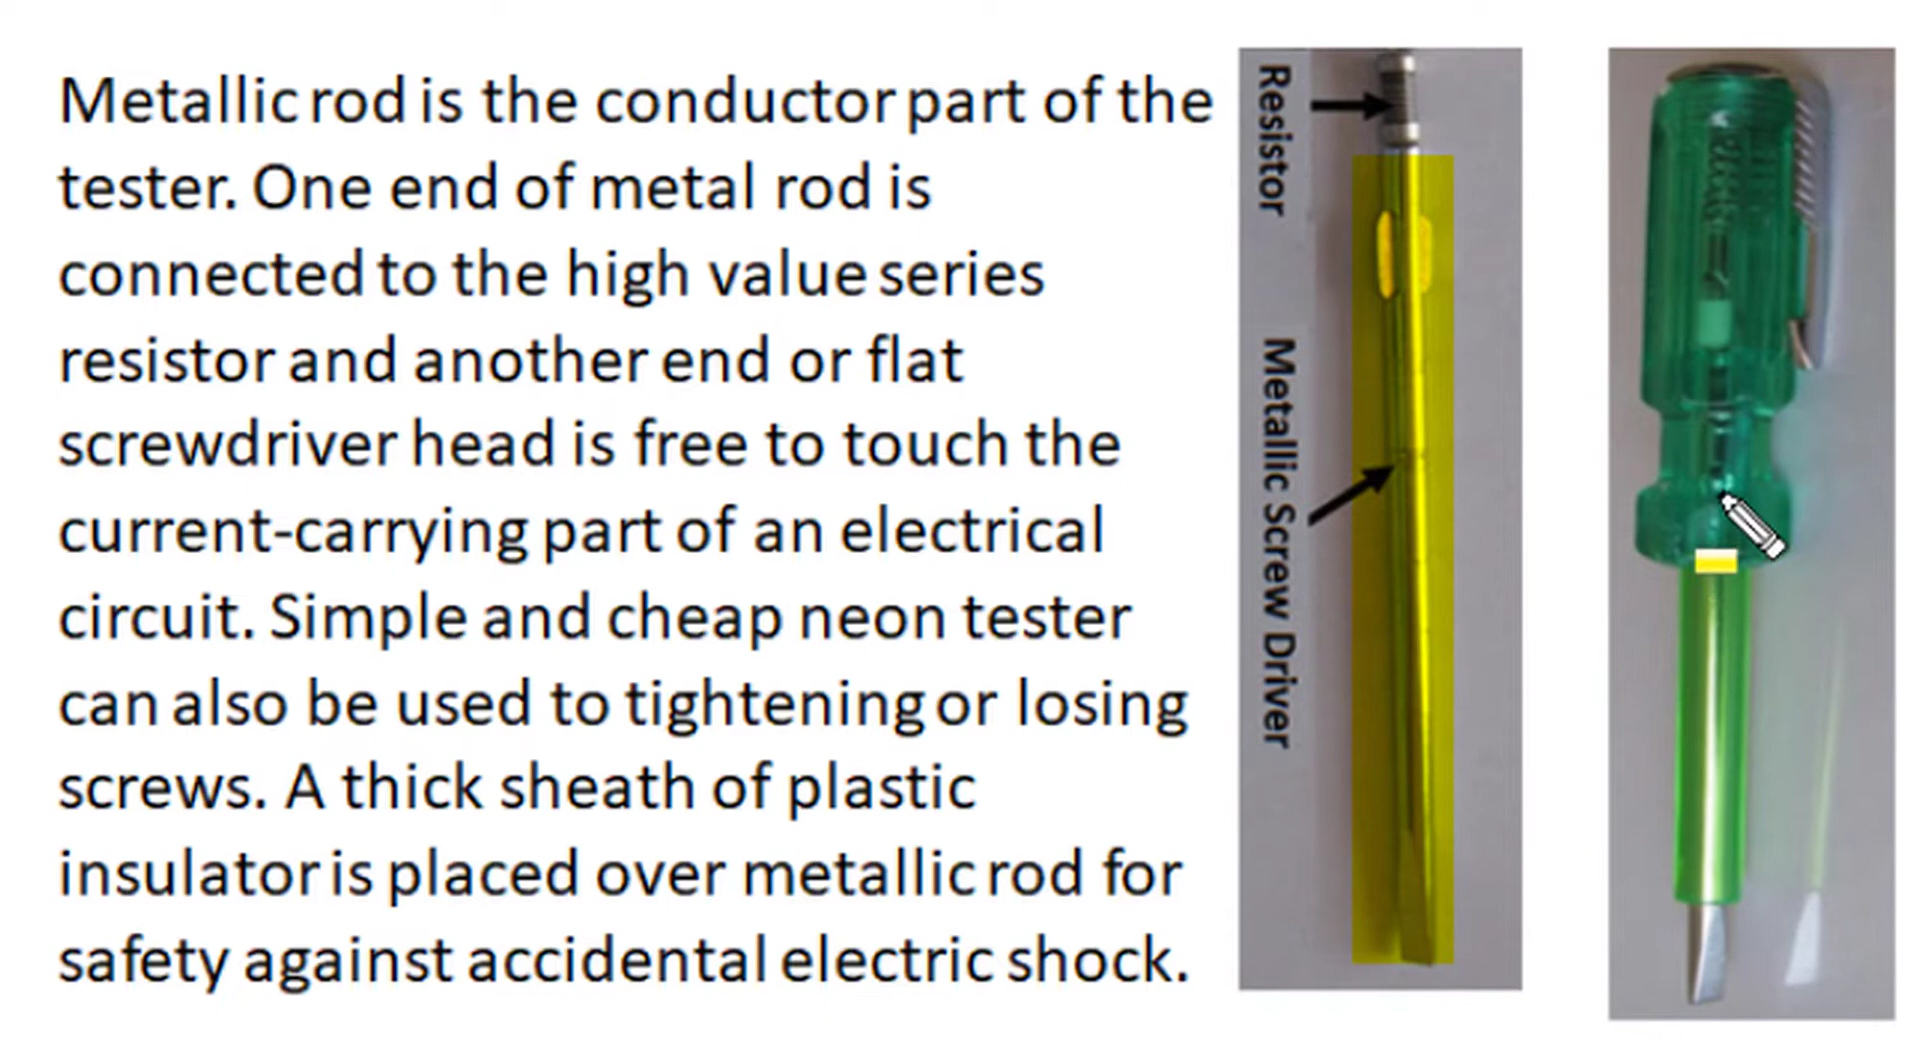 Metallic rod is the conductor part of the
tester. One end of metal rod is
connected to the high value series
resistor and another end or flat
screwdriver head is free to touch the
current-carrying part of an electrical
circuit. Simple and cheap neon tester
can also be used to tightening or losing
screws. A thick sheath of plastic
insulator is placed over metallic rod for
safety against accidental electric shock.
Resistor
Metallic Screw Driver